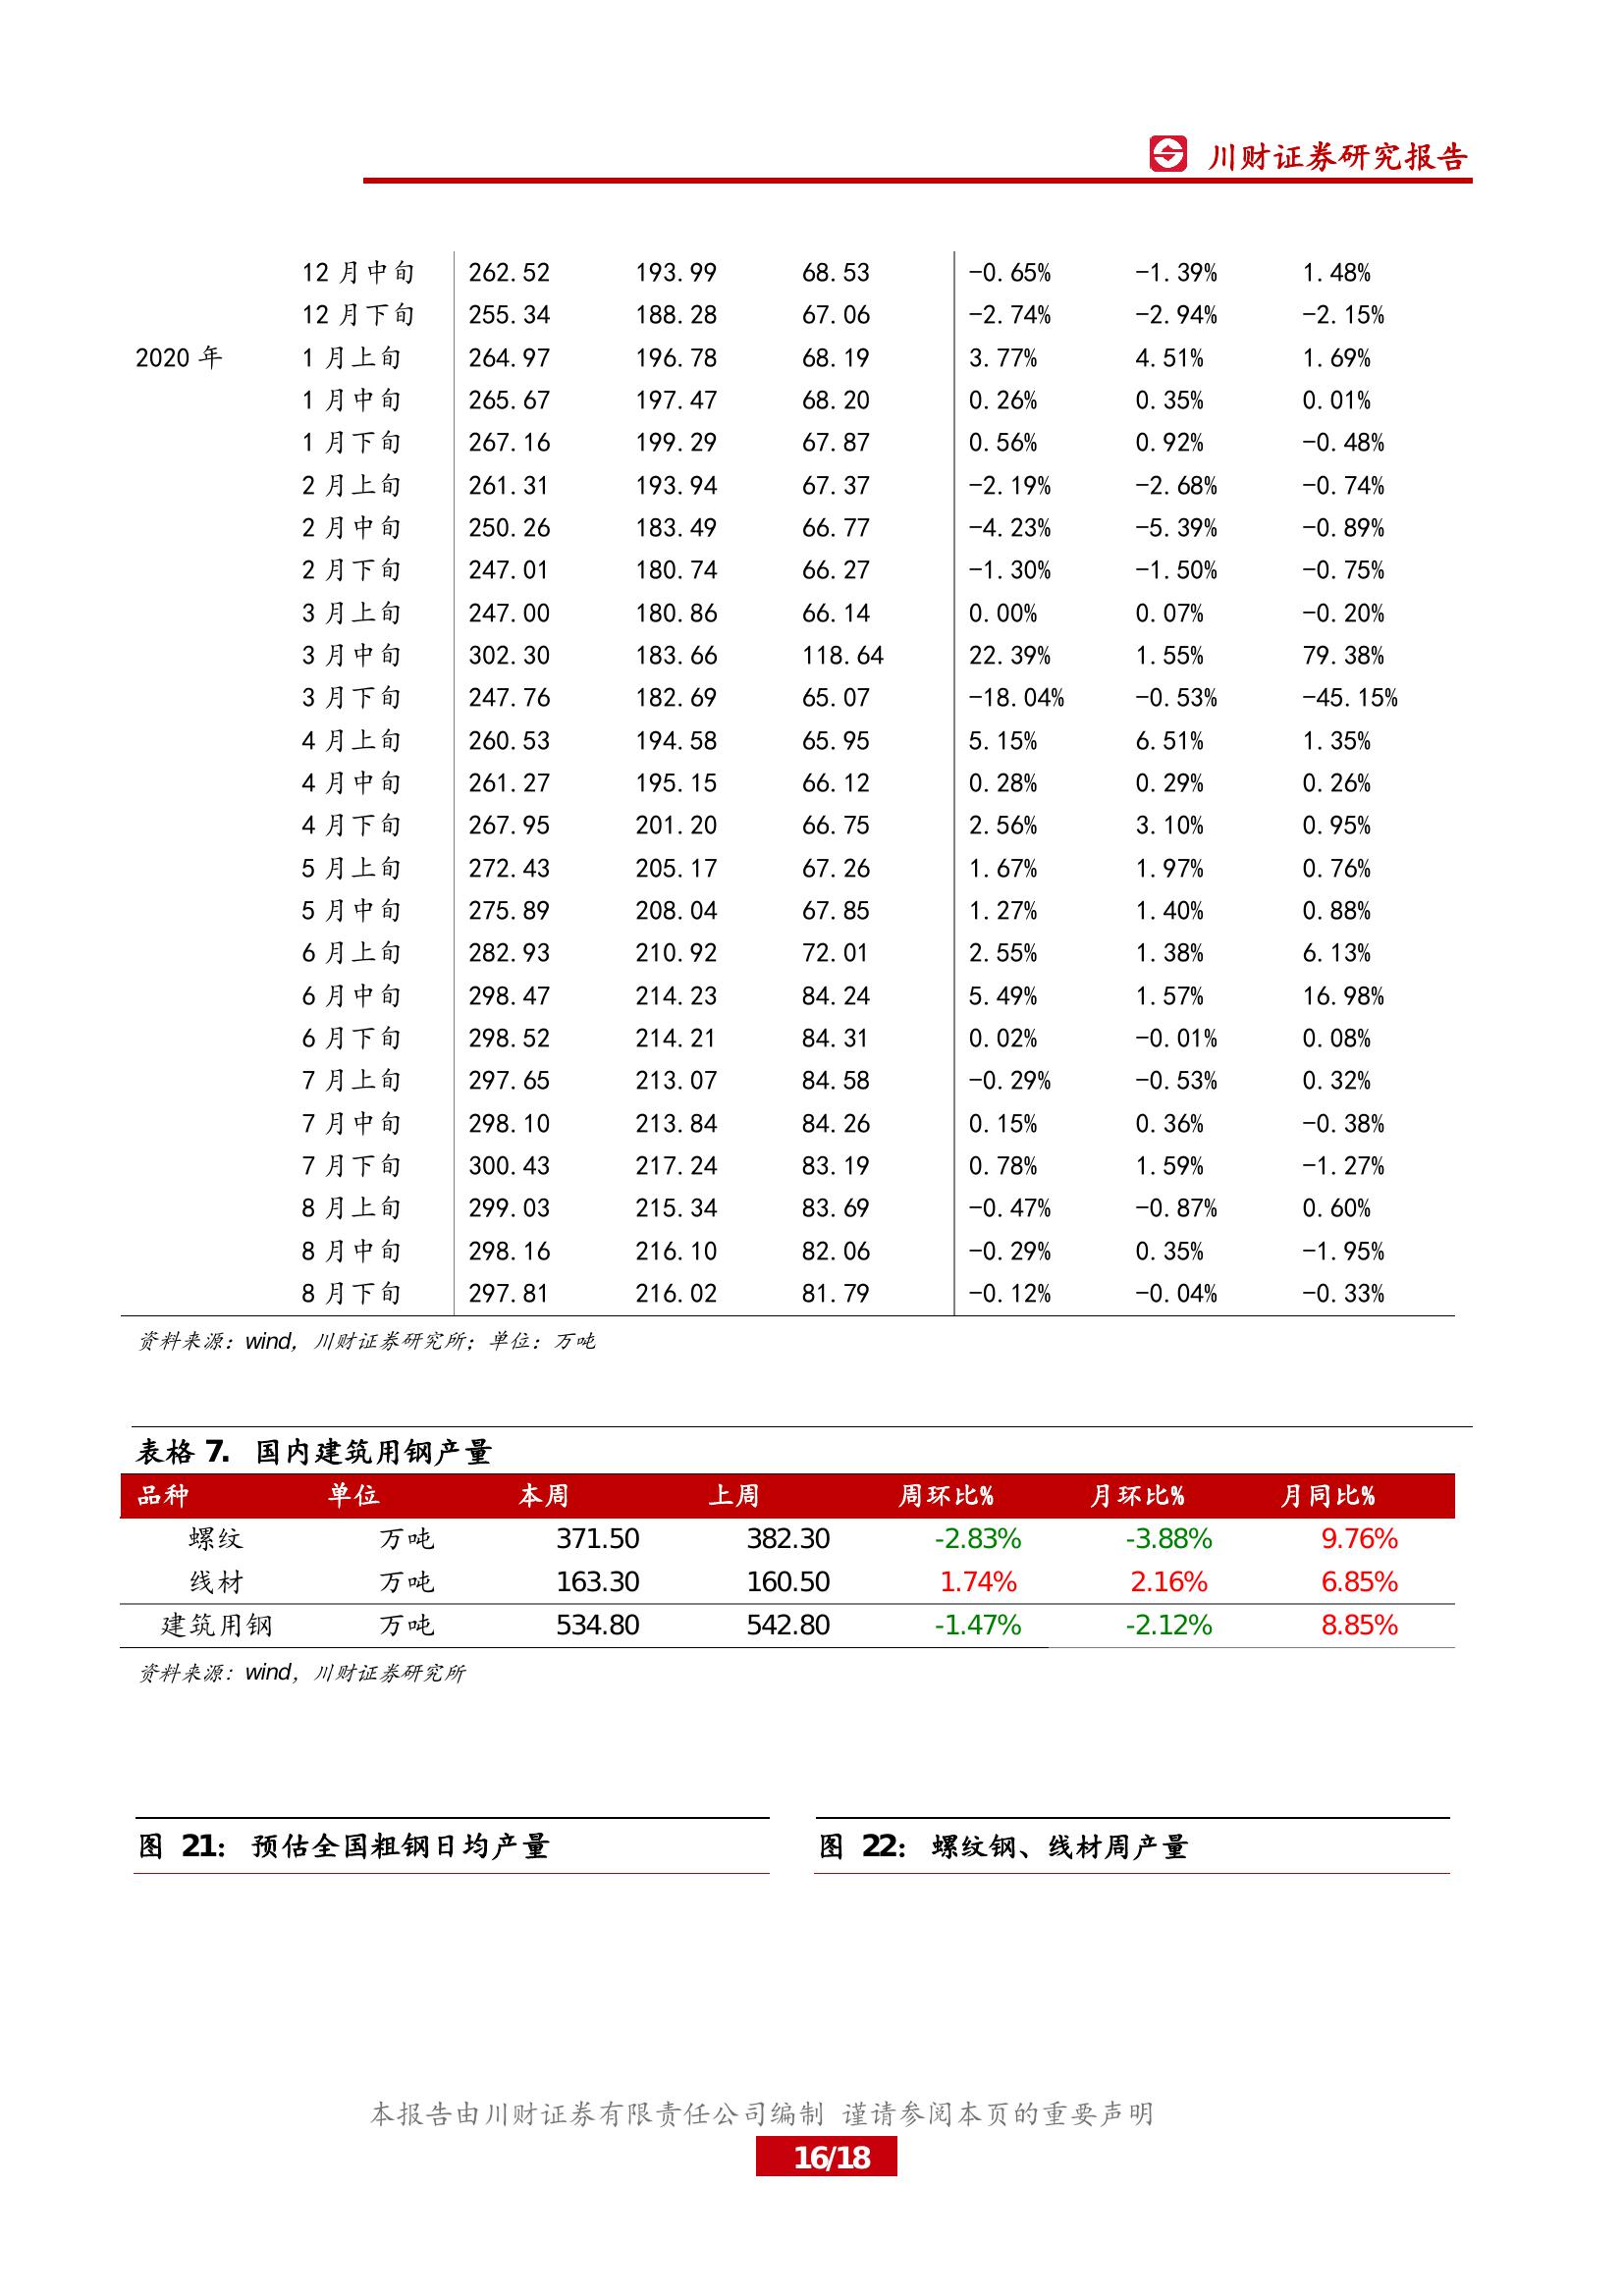 川财证券研究报告
12 月中旬 262.52 193.99 68.53 -0.65% -1.39% 1.48%
12 月下旬 255.34 188.28 67.06 -2.74% -2.94% -2.15%
2020 年 1 月上旬 264.97 196.78 68.19 3.77% 4.51% 1.69%
1 月中旬 265.67 197.47 68.20 0.26% 0.35% 0.01%
1 月下旬 267.16 199.29 67.87 0.56% 0.92% -0.48%
2 月上旬 261.31 193.94 67.37 -2.19% -2.68% -0.74%
2 月中旬 250.26 183.49 66.77 -4.23% -5.39% -0.89%
2 月下旬 247.01 180.74 66.27 -1.30% -1.50% -0.75%
3 月上旬 247.00 180.86 66.14 0.00% 0.07% -0.20%
3 月中旬 302.30 183.66 118.64 22.39% 1.55% 79.38%
3 月下旬 247.76 182.69 65.07 -18.04% -0.53% -45.15%
4 月上旬 260.53 194.58 65.95 5.15% 6.51% 1.35%
4 月中旬 261.27 195.15 66.12 0.28% 0.29% 0.26%
4 月下旬 267.95 201.20 66.75 2.56% 3.10% 0.95%
5 月上旬 272.43 205.17 67.26 1.67% 1.97% 0.76%
5 月中旬 275.89 208.04 67.85 1.27% 1.40% 0.88%
6 月上旬 282.93 210.92 72.01 2.55% 1.38% 6.13%
6 月中旬 298.47 214.23 84.24 5.49% 1.57% 16.98%
6 月下旬 298.52 214.21 84.31 0.02% -0.01% 0.08%
7 月上旬 297.65 213.07 84.58 -0.29% -0.53% 0.32%
7 月中旬 298.10 213.84 84.26 0.15% 0.36% -0.38%
7 月下旬 300.43 217.24 83.19 0.78% 1.59% -1.27%
8 月上旬 299.03 215.34 83.69 -0.47% -0.87% 0.60%
8 月中旬 298.16 216.10 82.06 -0.29% 0.35% -1.95%
8 月下旬 297.81 216.02 81.79 -0.12% -0.04% -0.33%
资料来源：wind，川财证券研究所；单位：万吨
表格 7. 国内建筑用钢产量
品种 单位 本周 上周 周环比% 月环比% 月同比%
螺纹 万吨 371.50 382.30 -2.83% -3.88% 9.76%
线材 万吨 163.30 160.50 1.74% 2.16% 6.85%
建筑用钢 万吨 534.80 542.80 -1.47% -2.12% 8.85%
资料来源：wind，川财证券研究所
图 21： 预估全国粗钢日均产量
图 22： 螺纹钢、线材周产量
本报告由川财证券有限责任公司编制 谨请参阅本页的重要声明
16/18